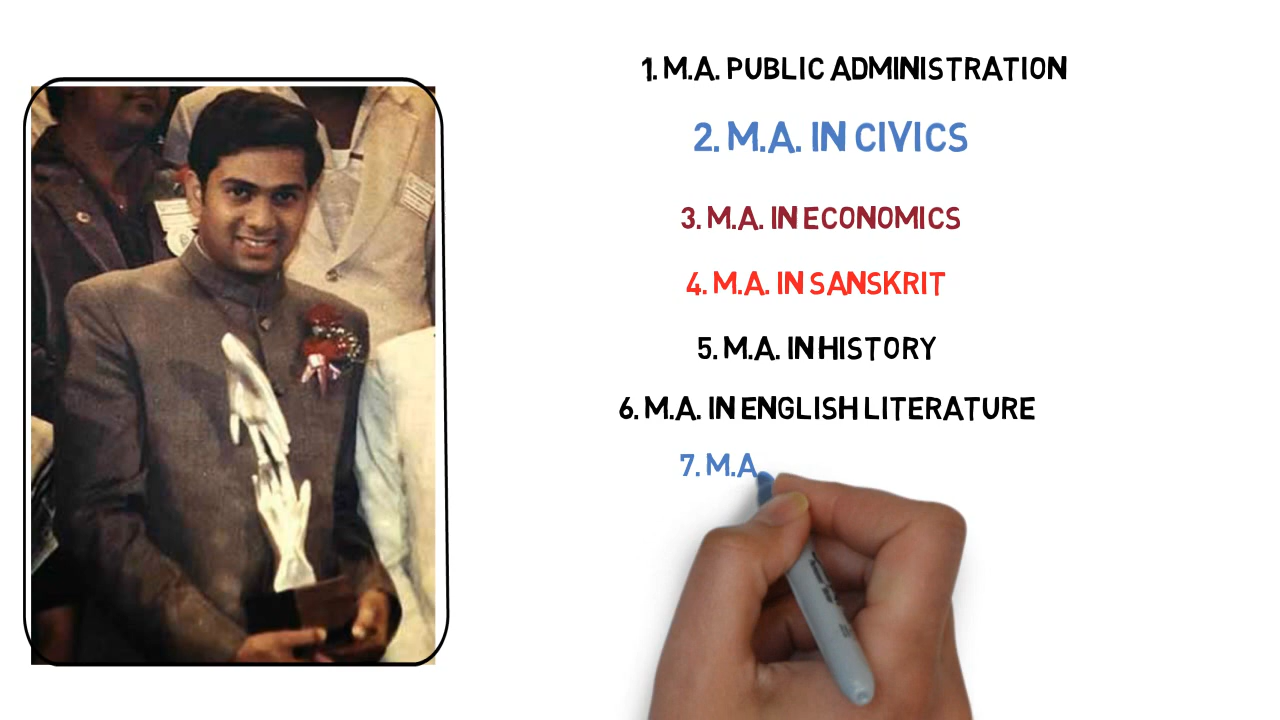 1. M.A. PUBLIC ADMINISTRATION
2. M.A. IN CIVICS
3. M.A. IN ECONOMICS
4. M.A. IN SANSKRIT
5. M.A. IN HISTORY
6. M.A. IN ENGLISH LITERATURE
7. M.A.